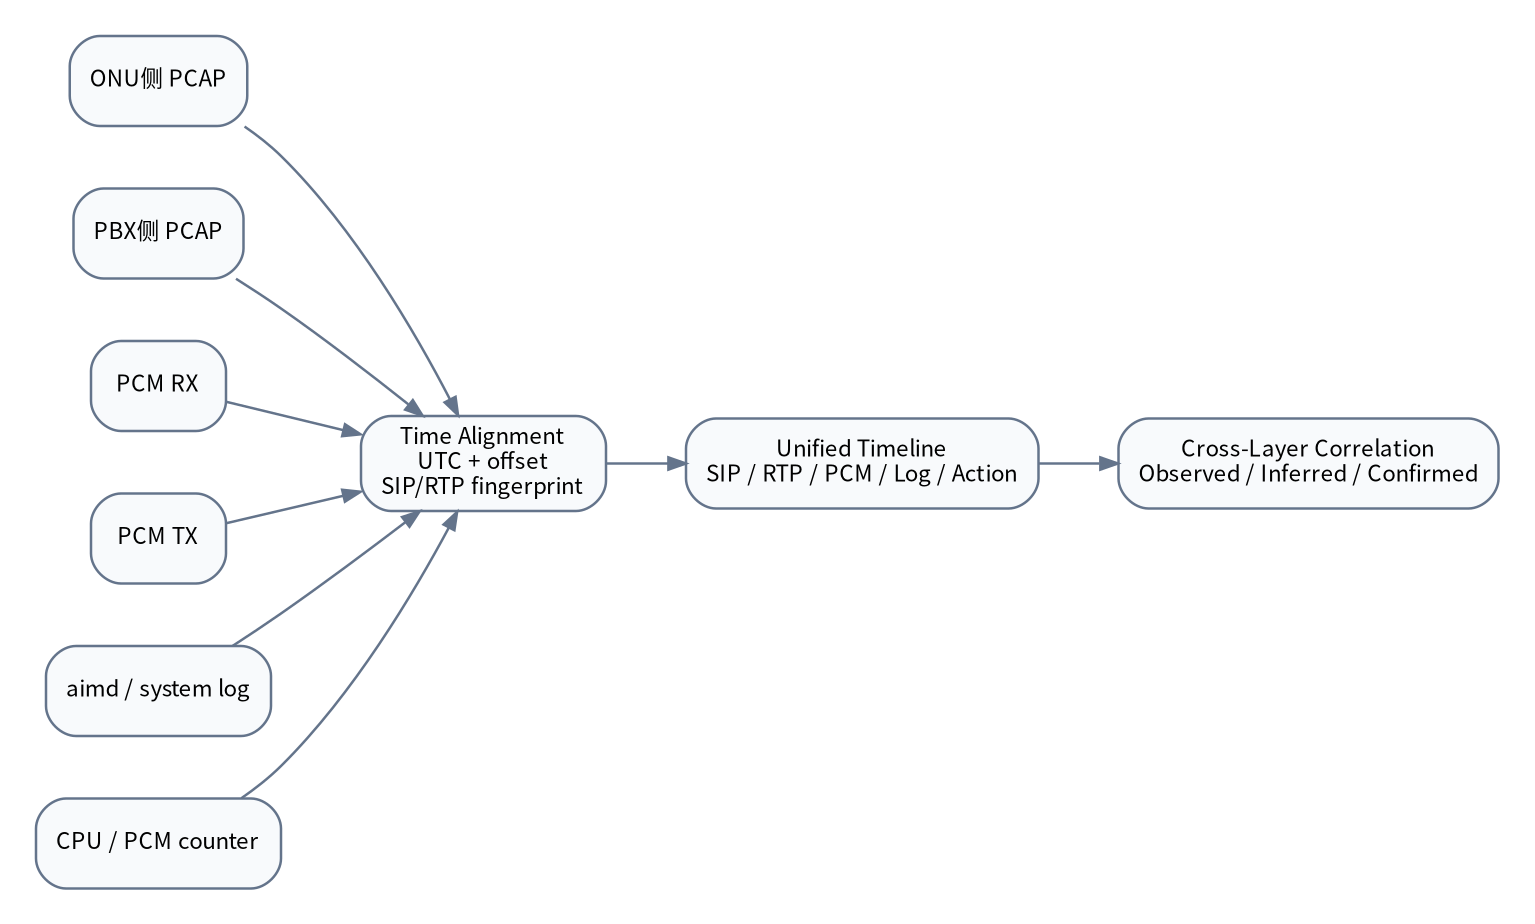 ONU侧 PCAP
PBX侧 PCAP
PCM RX
PCM TX
aimd / system log
CPU / PCM counter
Time Alignment
UTC + offset
SIP/RTP fingerprint
Unified Timeline
SIP / RTP / PCM / Log / Action
Cross-Layer Correlation
Observed / Inferred / Confirmed